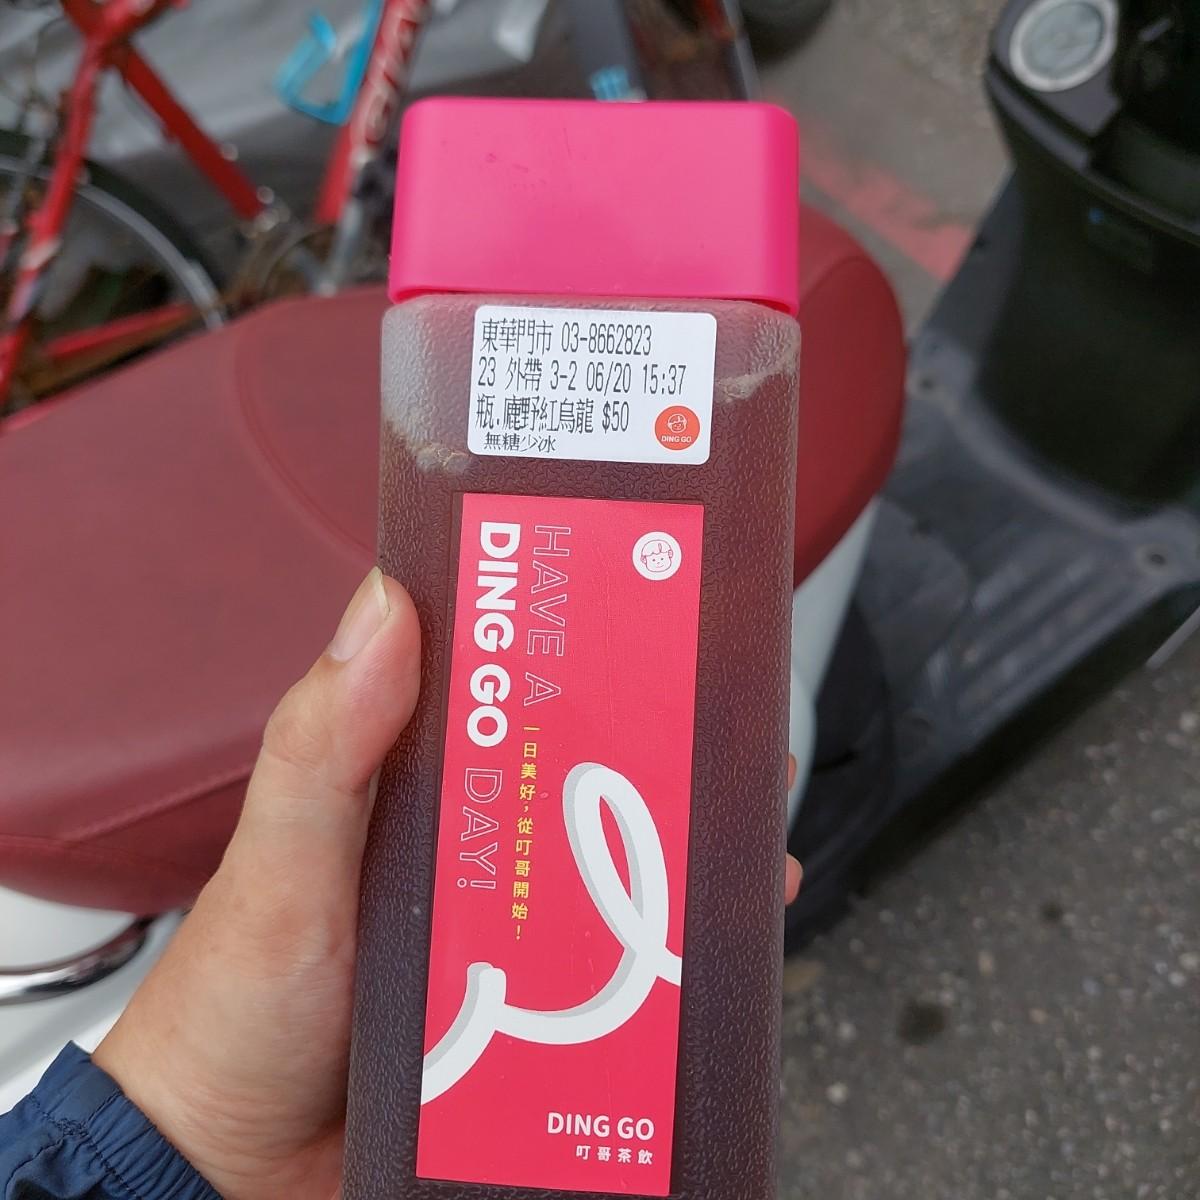 東華門市 03-8662823
23 外帶 3-2 06/20 15:37
瓶.鹿野紅烏龍 $50
無糖少冰
DING GO
HAVE A
DING GO DAY!
一日美好，從叮哥開始！
DING GO
叮哥茶飲